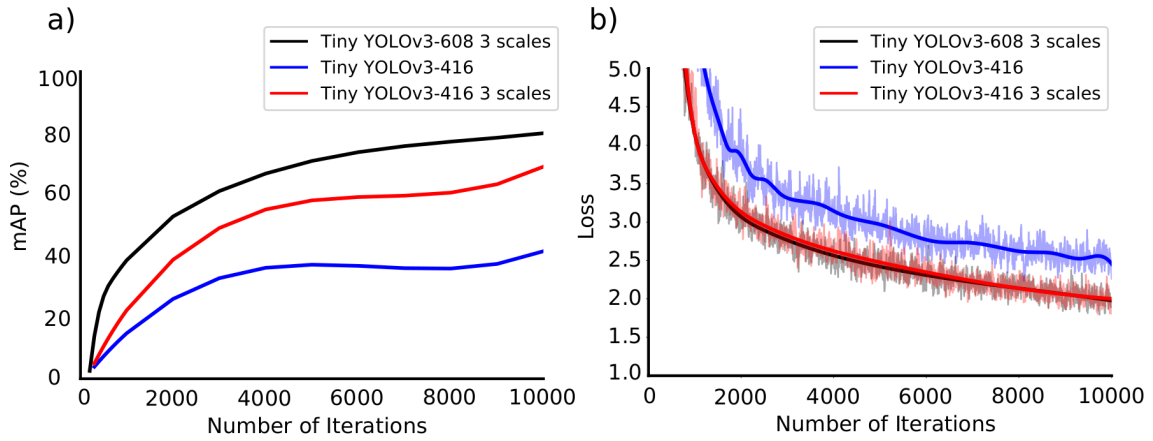 a)
Tiny YOLOv3-608 3 scales
Tiny YOLOv3-416
Tiny YOLOv3-416 3 scales
mAP (%)
100
80
60
40
20
0
0 2000 4000 6000 8000 10000
Number of Iterations
b)
Tiny YOLOv3-608 3 scales
Tiny YOLOv3-416
Tiny YOLOv3-416 3 scales
Loss
5.0
4.5
4.0
3.5
3.0
2.5
2.0
1.5
1.0
0 2000 4000 6000 8000 10000
Number of Iterations